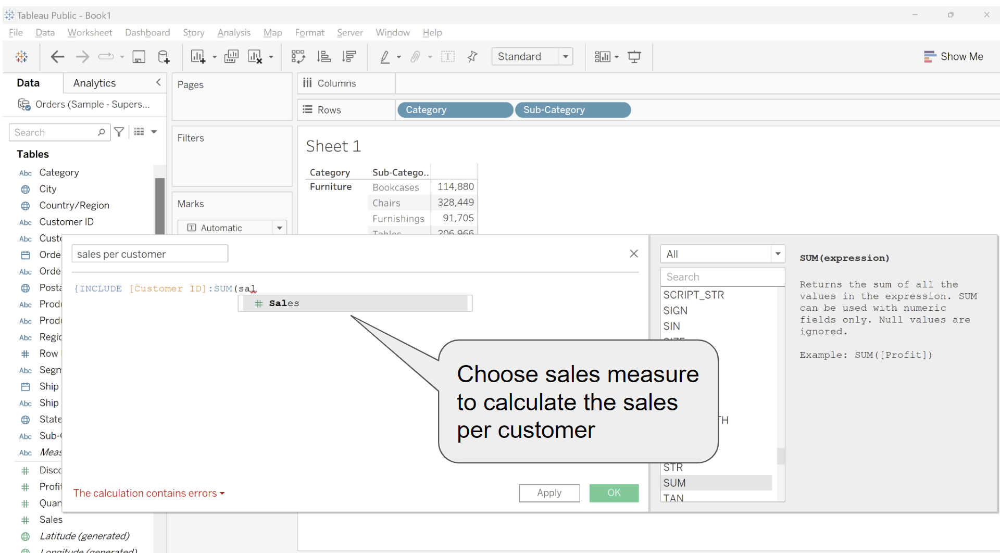 Tableau Public - Book1
File Data Worksheet Dashboard Story Analysis Map Format Server Window Help
Standard
Show Me
Data
Analytics
Orders (Sample - Supers...
Search
Tables
Abc Category
City
Country/Region
Abc Customer ID
Abc Custo
Orde
Abc Orde
Posta
Abc Produ
Abc Produ
Abc Regio
# Row
Abc Segm
Ship
Abc Ship
State
Abc Sub-C
Abc Meas
# Disco
# Profit
# Quan
# Sales
Latitude (generated)
Longitude (generated)
Pages
Filters
Marks
T Automatic
Columns
Rows
Category
Sub-Category
Sheet 1
Category Sub-Catego..
Furniture Bookcases 114,880
Chairs 328,449
Furnishings 91,705
Tables 206,966
sales per customer
{INCLUDE [Customer ID]:SUM(sal
# Sales
Choose sales measure
to calculate the sales
per customer
The calculation contains errors
Apply
OK
All
Search
SCRIPT_STR
SIGN
SIN
SIZE
TH
STR
SUM
TAN
SUM(expression)
Returns the sum of all the
values in the expression. SUM
can be used with numeric
fields only. Null values are
ignored.
Example: SUM([Profit])